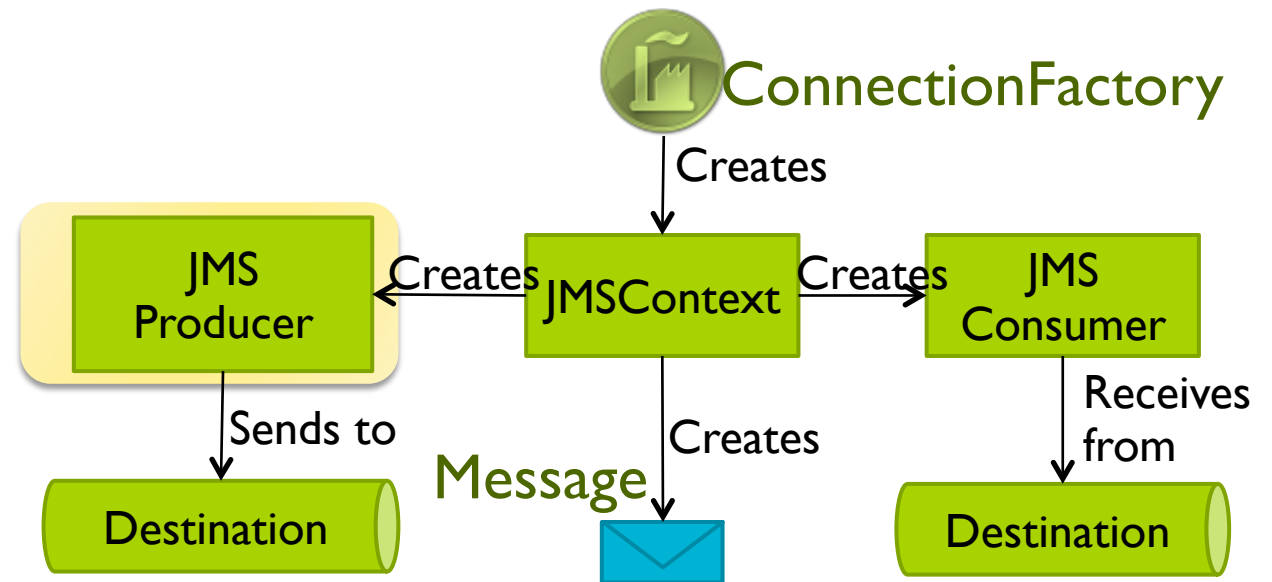 ConnectionFactory
Creates
JMS
Producer
Creates
JMSContext
Creates
JMS
Consumer
Sends to
Creates
Receives
from
Message
Destination
Destination